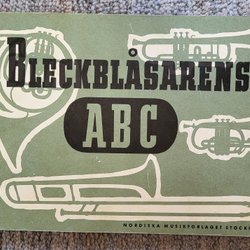 BLECKBLÅSARENS
ABC
NORDISKA MUSIKFÖRLAGET STOCK